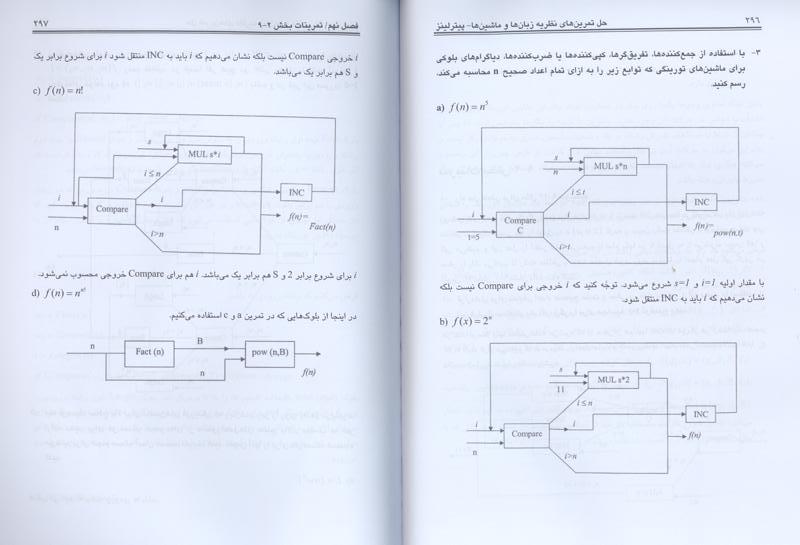 ۲۹۶
حل تمرین‌های نظریه زبان‌ها و ماشین‌ها- پیترلینز
۳- با استفاده از جمع‌کننده‌ها، تفریق‌گرها، کپی‌کننده‌ها یا ضرب‌کننده‌ها، دیاگرام‌های بلوکی
برای ماشین‌های تورینگی که توابع زیر را به ازای تمام اعداد صحیح n محاسبه می‌کند،
رسم کنید.
a) f(n)=n⁵
s
n
MUL s*n
i≤t
INC
i
t=5
Compare
C
i
i>t
f(n)=
pow(n,t)
با مقدار اولیه i=1 و s=1 شروع می‌شود. توجه کنید که i خروجی برای Compare نیست بلکه
نشان می‌دهیم که i باید به INC منتقل شود.
b) f(x)=2ⁿ
s
11
MUL s*2
i≤n
INC
i
n
Compare
i
i>n
f(n)
فصل نهم/ تمرینات بخش ۲-۹
۲۹۷
i خروجی Compare نیست بلکه نشان می‌دهیم که i باید به INC منتقل شود i برای شروع برابر یک
و S هم برابر یک می‌باشد.
c) f(n)=n!
s
MUL s*i
i≤n
INC
i
n
Compare
i
i>n
f(n)=
Fact(n)
i برای شروع برابر 2 و S هم برابر یک می‌باشد. i هم برای Compare خروجی محسوب نمی‌شود.
d) f(n)=nⁿ!
در اینجا از بلوک‌هایی که در تمرین a و c استفاده می‌کنیم.
n
Fact (n)
B
n
pow (n,B)
f(n)